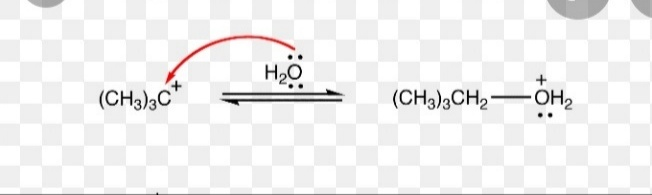 (CH₃)₃C⁺ H₂O (CH₃)₃CH₂—OH₂
+